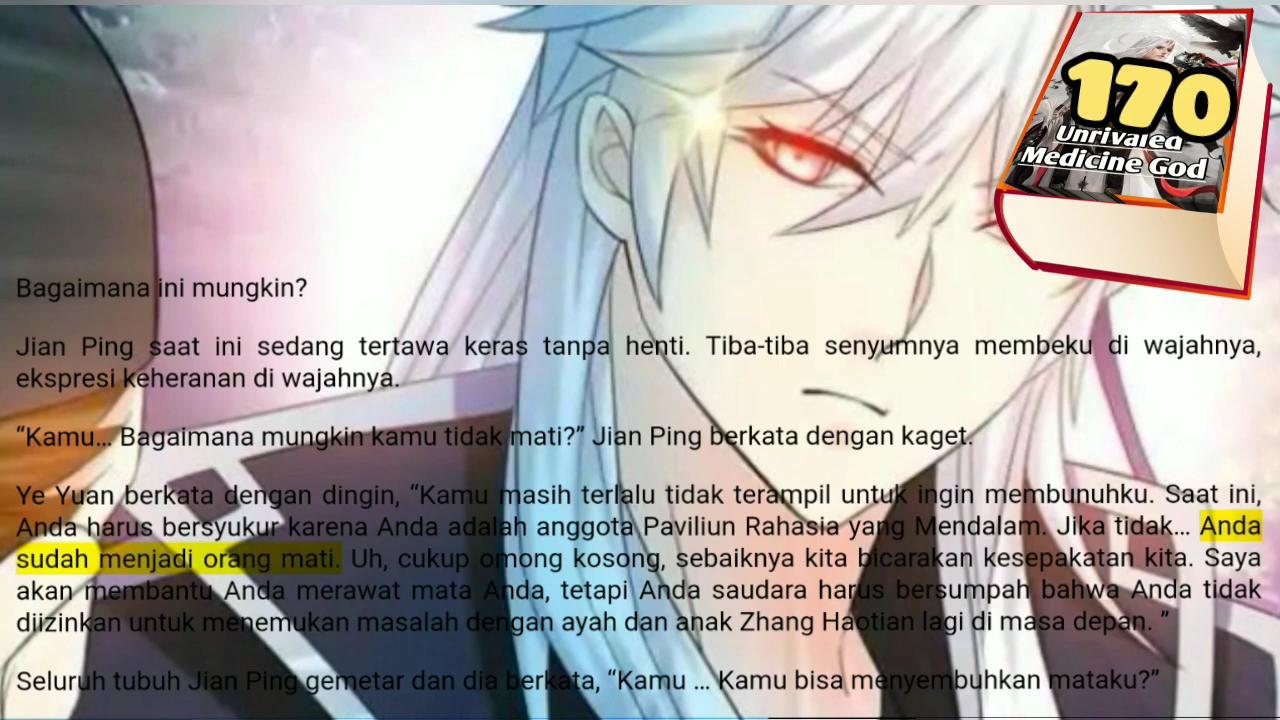 170
Unrivaled
Medicine God
Bagaimana ini mungkin?
Jian Ping saat ini sedang tertawa keras tanpa henti. Tiba-tiba senyumnya membeku di wajahnya,
ekspresi keheranan di wajahnya.
“Kamu… Bagaimana mungkin kamu tidak mati?” Jian Ping berkata dengan kaget.
Ye Yuan berkata dengan dingin, “Kamu masih terlalu tidak terampil untuk ingin membunuhku. Saat ini,
Anda harus bersyukur karena Anda adalah anggota Paviliun Rahasia yang Mendalam. Jika tidak… Anda
sudah menjadi orang mati. Uh, cukup omong kosong, sebaiknya kita bicarakan kesepakatan kita. Saya
akan membantu Anda merawat mata Anda, tetapi Anda saudara harus bersumpah bahwa Anda tidak
diizinkan untuk menemukan masalah dengan ayah dan anak Zhang Haotian lagi di masa depan. ”
Seluruh tubuh Jian Ping gemetar dan dia berkata, “Kamu … Kamu bisa menyembuhkan mataku?”